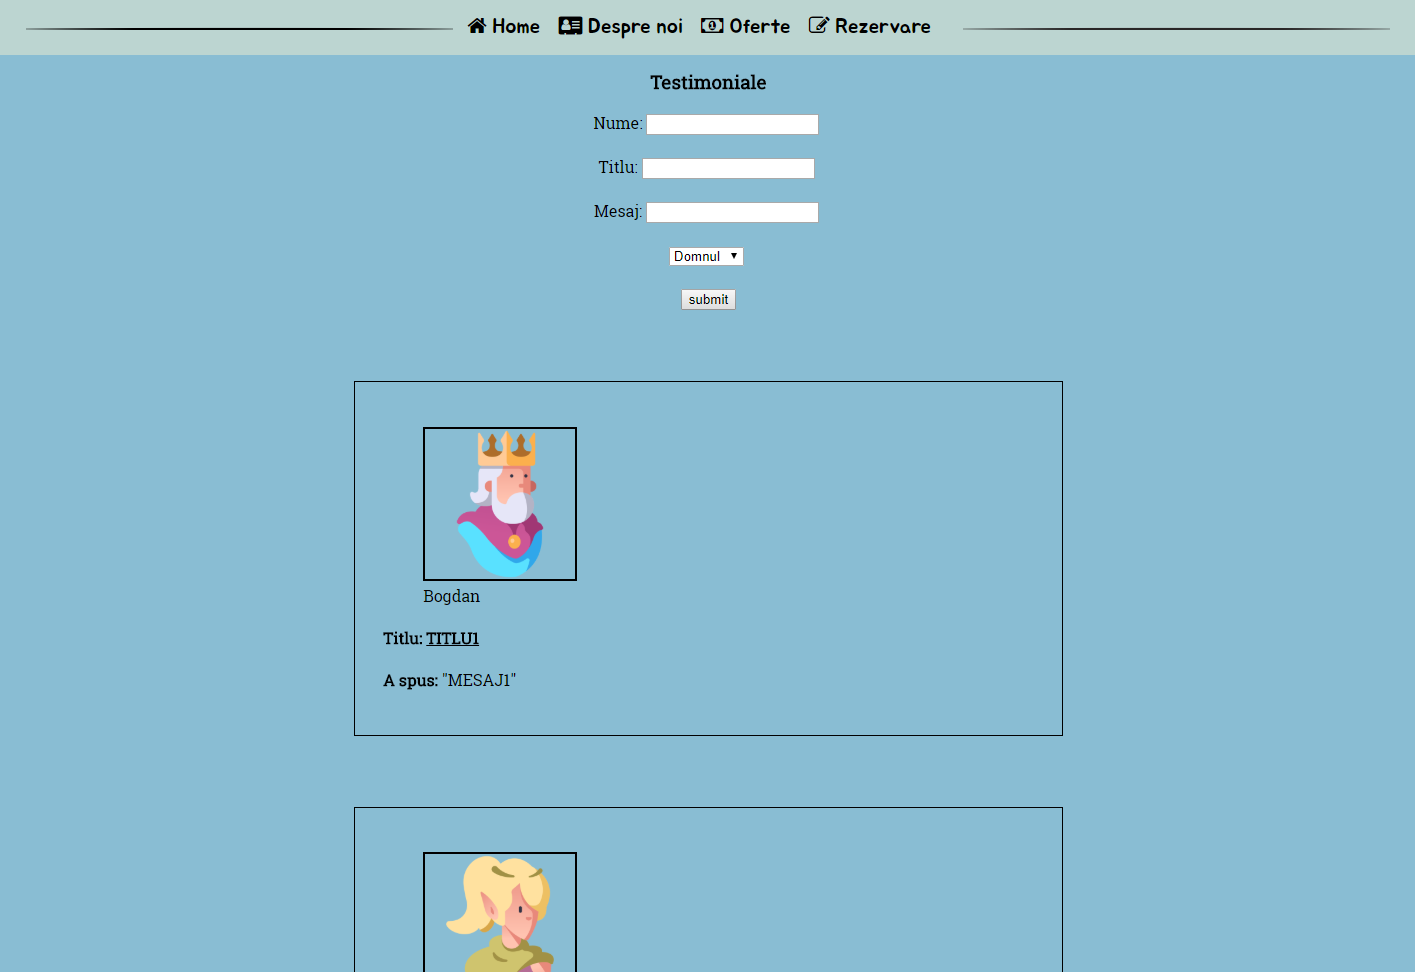 Home Despre noi Oferte Rezervare
Testimoniale
Nume:
Titlu:
Mesaj:
Domnul
submit
Bogdan
Titlu: TITLU1
A spus: "MESAJ1"